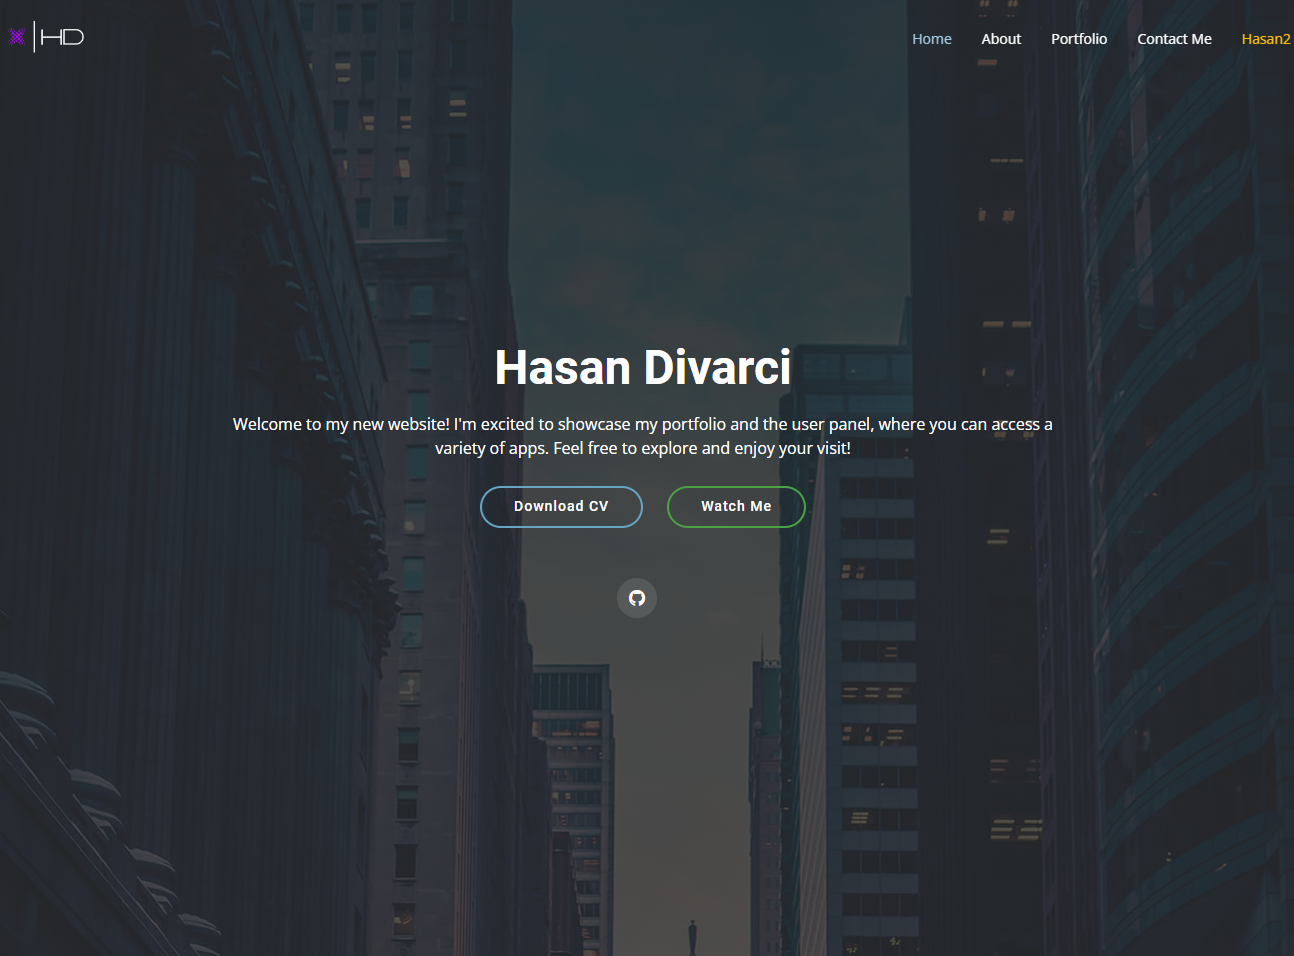 HD
Home
About
Portfolio
Contact Me
Hasan2
Hasan Divarci
Welcome to my new website! I'm excited to showcase my portfolio and the user panel, where you can access a
variety of apps. Feel free to explore and enjoy your visit!
Download CV
Watch Me